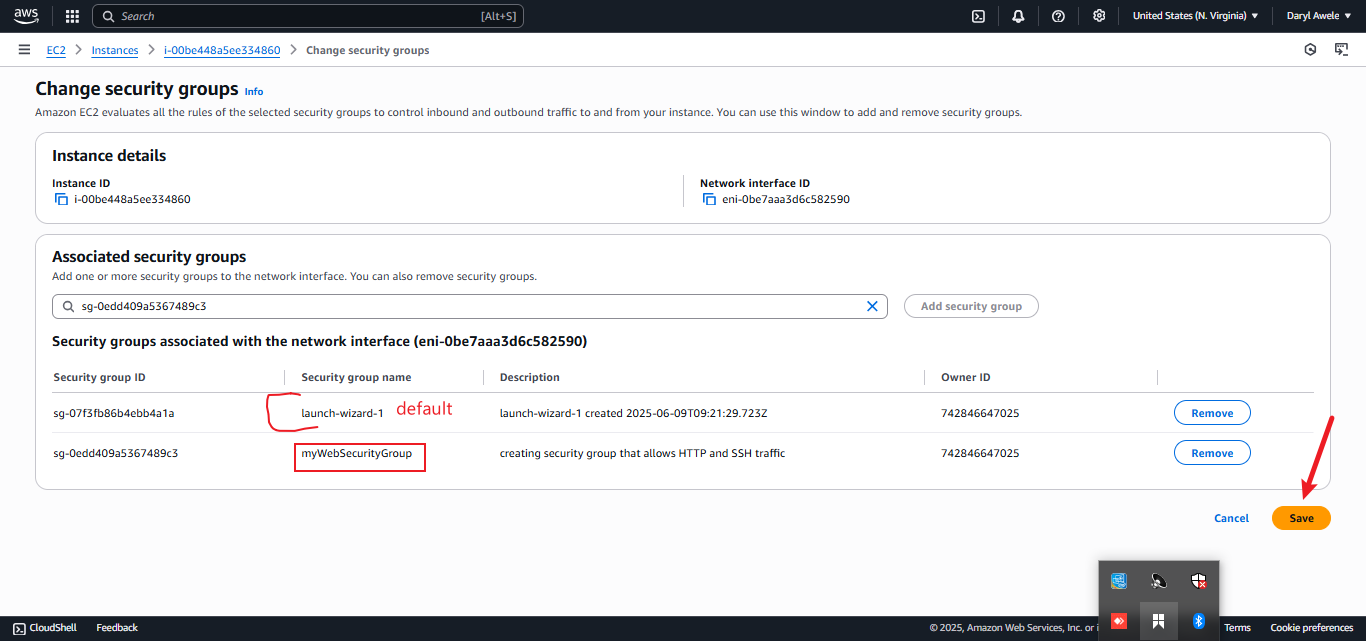 aws
Search [Alt+S] United States (N. Virginia) Daryl Awele
EC2 Instances i-00be448a5ee334860 Change security groups
Change security groups Info
Amazon EC2 evaluates all the rules of the selected security groups to control inbound and outbound traffic to and from your instance. You can use this window to add and remove security groups.
Instance details
Instance ID Network interface ID
i-00be448a5ee334860 eni-0be7aaa3d6c582590
Associated security groups
Add one or more security groups to the network interface. You can also remove security groups.
sg-0edd409a5367489c3 Add security group
Security groups associated with the network interface (eni-0be7aaa3d6c582590)
Security group ID Security group name Description Owner ID
sg-07f3fb86b4ebb4a1a launch-wizard-1 default launch-wizard-1 created 2025-06-09T09:21:29.723Z 742846647025 Remove
sg-0edd409a5367489c3 myWebSecurityGroup creating security group that allows HTTP and SSH traffic 742846647025 Remove
Cancel Save
CloudShell Feedback © 2025, Amazon Web Services, Inc. or Terms Cookie preferences